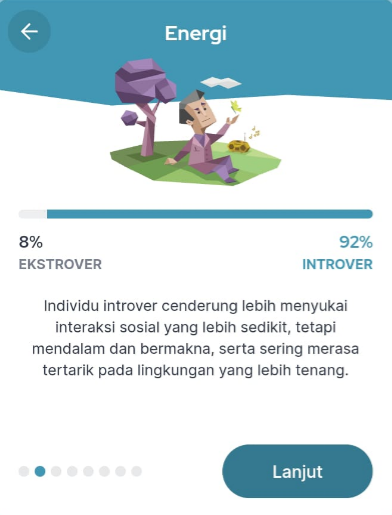 Energi
8%
92%
EKSTROVER
INTROVER
Individu introver cenderung lebih menyukai
interaksi sosial yang lebih sedikit, tetapi
mendalam dan bermakna, serta sering merasa
tertarik pada lingkungan yang lebih tenang.
Lanjut